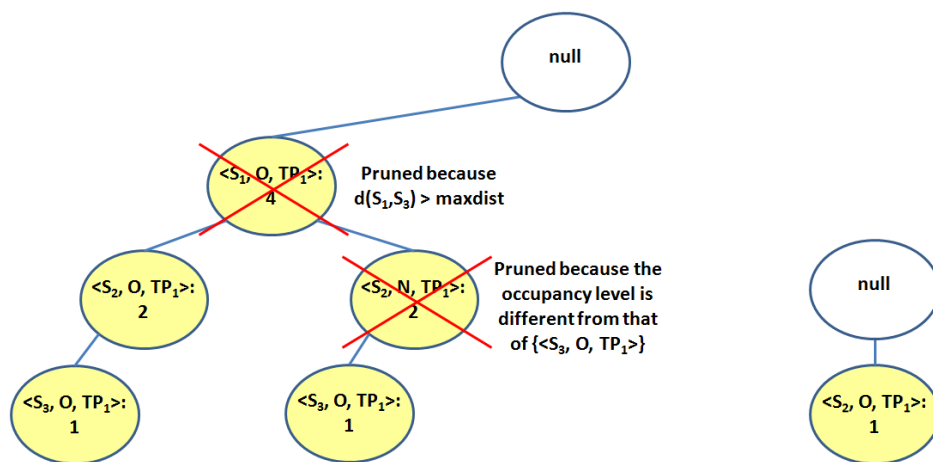 null
<S₁, O, TP₁>:
4
Pruned because
d(S₁,S₃) > maxdist
<S₂, O, TP₁>:
2
<S₂, N, TP₁>:
2
Pruned because the
occupancy level is
different from that
of {<S₃, O, TP₁>}
null
<S₃, O, TP₁>:
1
<S₃, O, TP₁>:
1
<S₂, O, TP₁>:
1